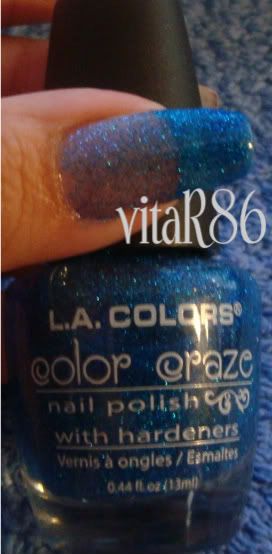 vitaR86
L.A. COLORS®
color craze
nail polish
with hardeners
Vernis à ongles / Esmaltes
0.44 fl.oz (13ml)